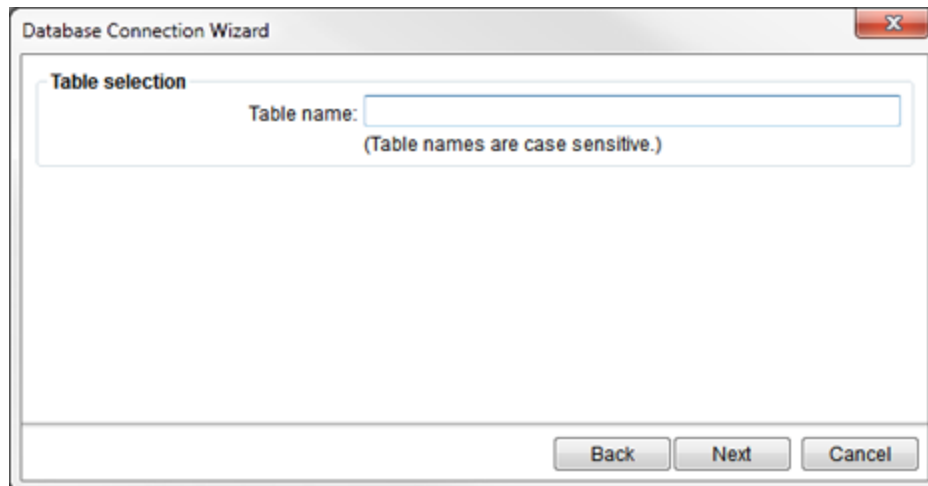 Database Connection Wizard
Table selection
Table name:
(Table names are case sensitive.)
Back Next Cancel